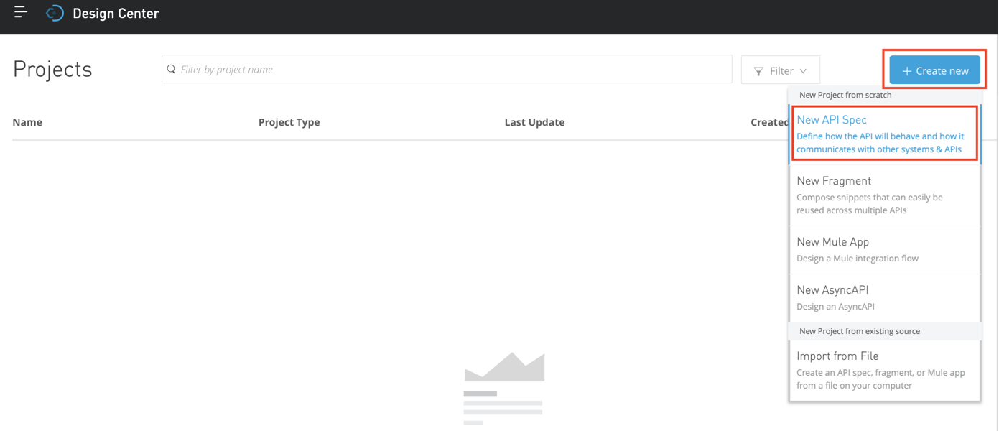 Design Center
Projects
Filter by project name
Filter
+ Create new
New Project from scratch
Name
Project Type
Last Update
Created
New API Spec
Define how the API will behave and how it
communicates with other systems & APIs
New Fragment
Compose snippets that can easily be
reused across multiple APIs
New Mule App
Design a Mule integration flow
New AsyncAPI
Design an AsyncAPI
New Project from existing source
Import from File
Create an API spec, fragment, or Mule app
from a file on your computer